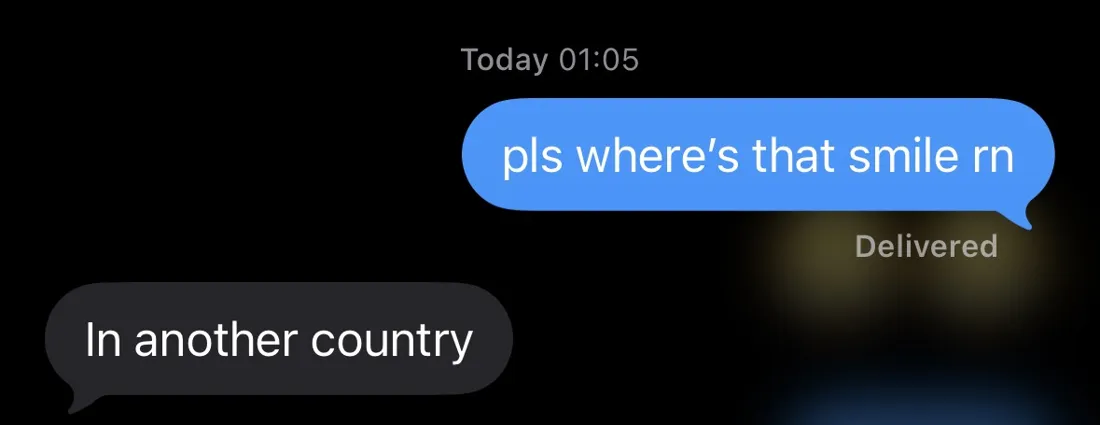 Today 01:05
pls where’s that smile rn
Delivered
In another country